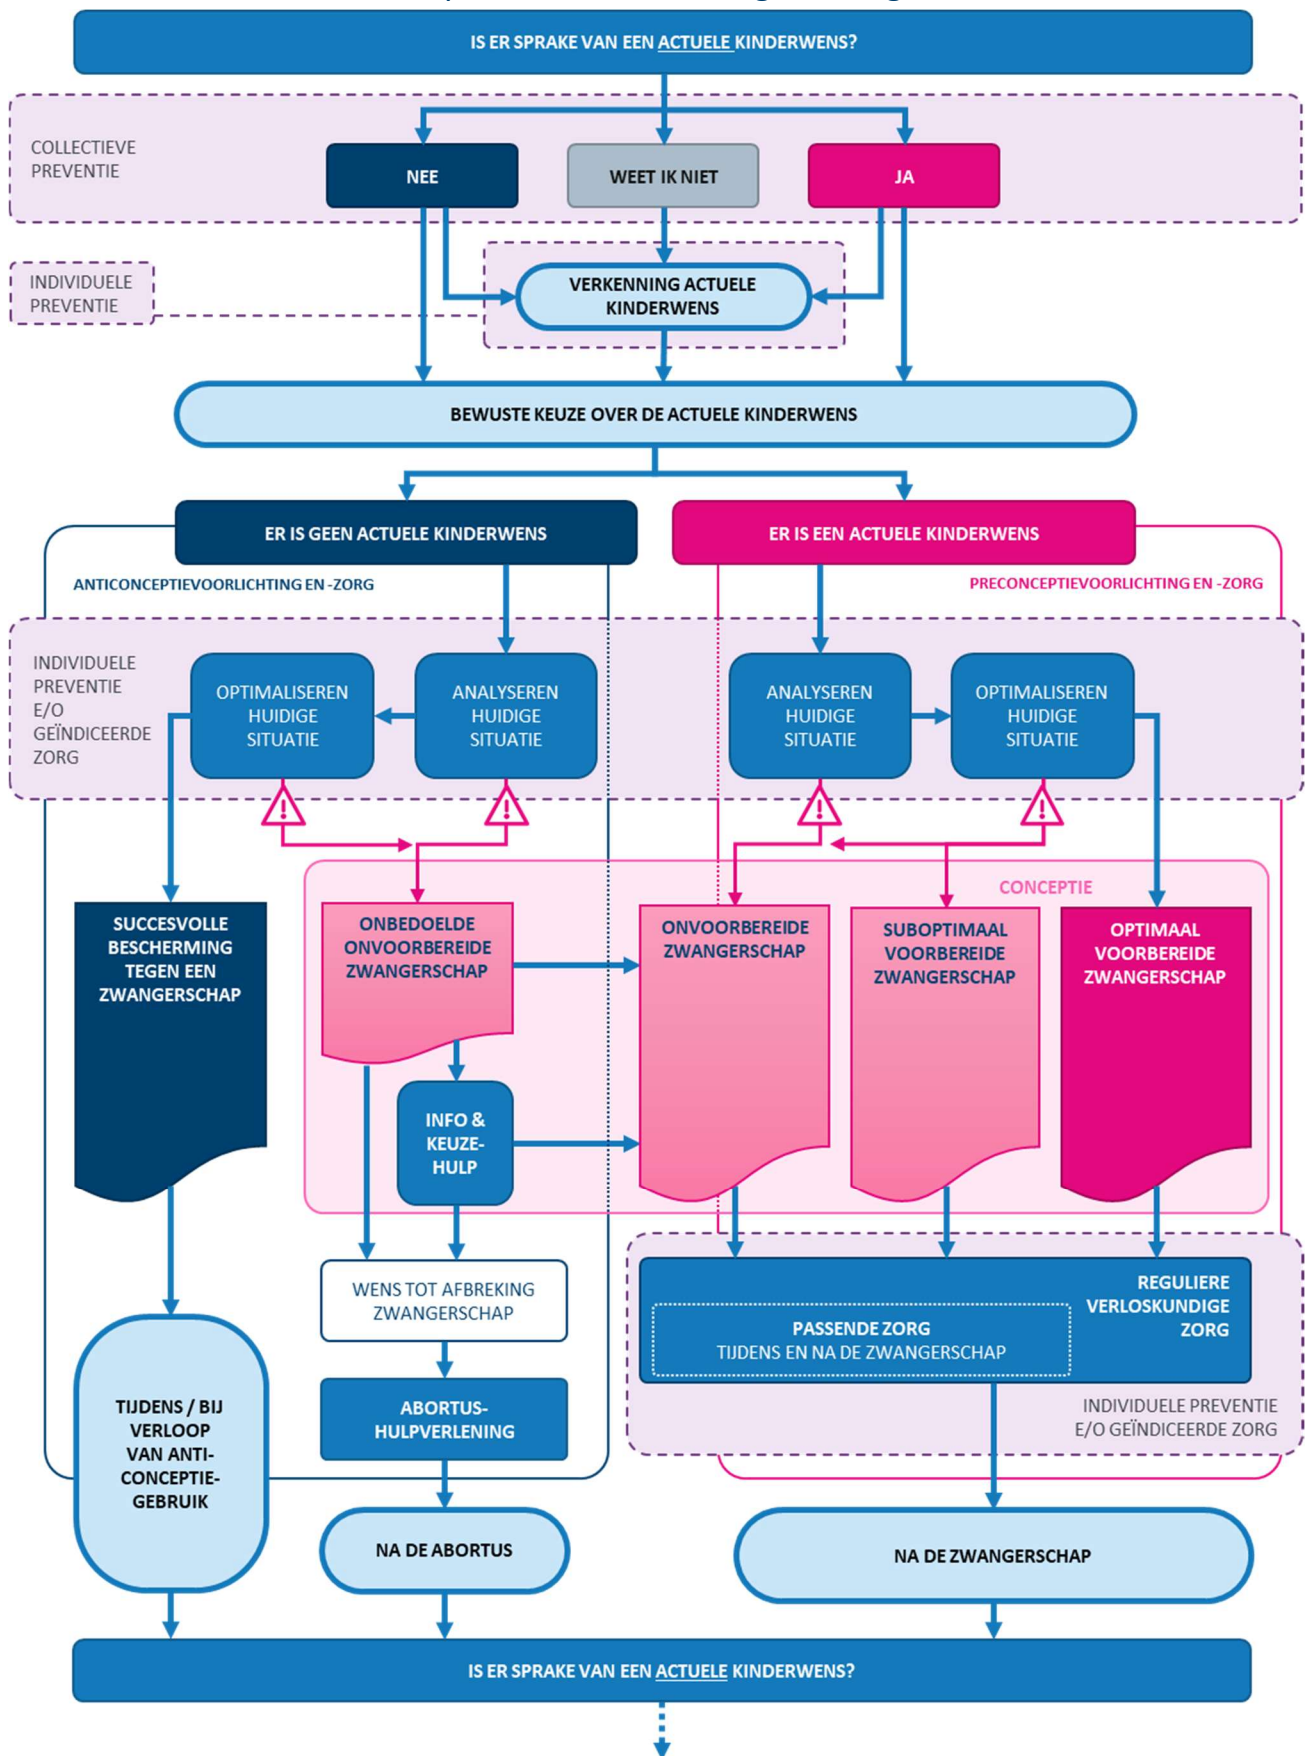 IS ER SPRAKE VAN EEN ACTUELE KINDERWENS?
COLLECTIEVE
PREVENTIE
NEE
WEET IK NIET
JA
INDIVIDUELE
PREVENTIE
VERKENNING ACTUELE
KINDERWENS
BEWUSTE KEUZE OVER DE ACTUELE KINDERWENS
ER IS GEEN ACTUELE KINDERWENS
ER IS EEN ACTUELE KINDERWENS
ANTICONCEPTIEVOORLICHTING EN -ZORG
PRECONCEPTIEVOORLICHTING EN -ZORG
INDIVIDUELE
PREVENTIE
E/O
GEÏNDICEERDE
ZORG
OPTIMALISEREN
HUIDIGE
SITUATIE
ANALYSEREN
HUIDIGE
SITUATIE
ANALYSEREN
HUIDIGE
SITUATIE
OPTIMALISEREN
HUIDIGE
SITUATIE
!
!
!
!
CONCEPTIE
SUCCESVOLLE
BESCHERMING
TEGEN EEN
ZWANGERSCHAP
ONBEDOELDE
ONVOORBEREIDE
ZWANGERSCHAP
ONVOORBEREIDE
ZWANGERSCHAP
SUBOPTIMAAL
VOORBEREIDE
ZWANGERSCHAP
OPTIMAAL
VOORBEREIDE
ZWANGERSCHAP
INFO &
KEUZE-
HULP
WENS TOT AFBREKING
ZWANGERSCHAP
REGULIERE
VERLOSKUNDIGE
ZORG
PASSENDE ZORG
TIJDENS EN NA DE ZWANGERSCHAP
ABORTUS-
HULPVERLENING
INDIVIDUELE PREVENTIE
E/O GEÏNDICEERDE ZORG
TIJDENS / BIJ
VERLOOP
VAN ANTI-
CONCEPTIE-
GEBRUIK
NA DE ABORTUS
NA DE ZWANGERSCHAP
IS ER SPRAKE VAN EEN ACTUELE KINDERWENS?